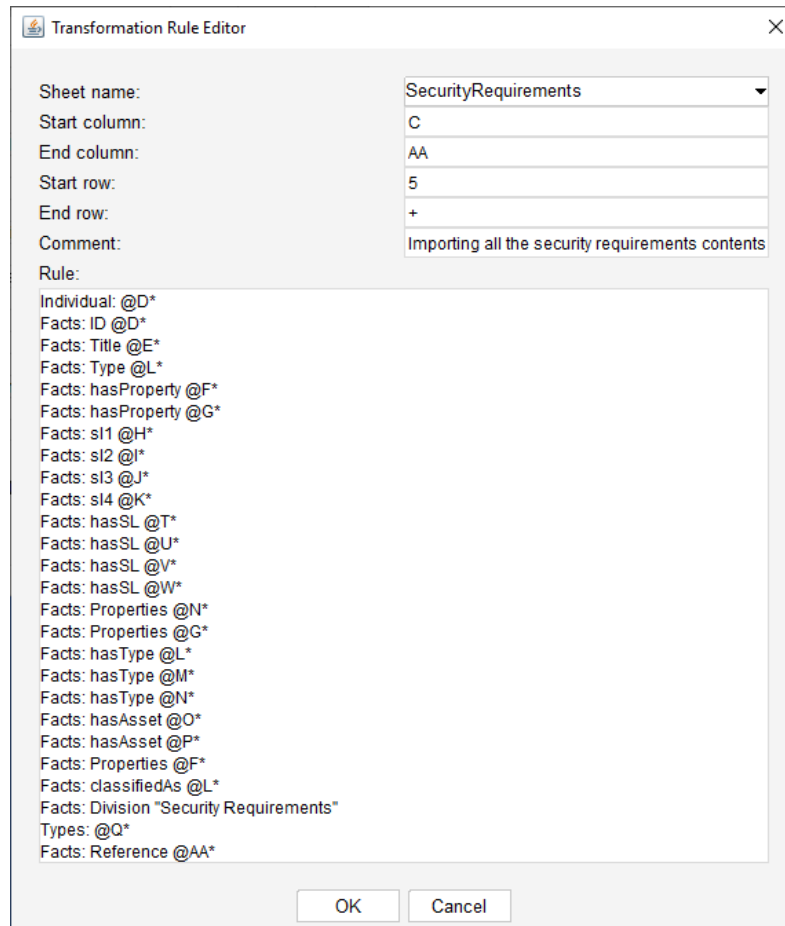 Transformation Rule Editor
Sheet name: SecurityRequirements
Start column: C
End column: AA
Start row: 5
End row: +
Comment: Importing all the security requirements contents
Rule:
Individual: @D*
Facts: ID @D*
Facts: Title @E*
Facts: Type @L*
Facts: hasProperty @F*
Facts: hasProperty @G*
Facts: sl1 @H*
Facts: sl2 @I*
Facts: sl3 @J*
Facts: sl4 @K*
Facts: hasSL @T*
Facts: hasSL @U*
Facts: hasSL @V*
Facts: hasSL @W*
Facts: Properties @N*
Facts: Properties @G*
Facts: hasType @L*
Facts: hasType @M*
Facts: hasType @N*
Facts: hasAsset @O*
Facts: hasAsset @P*
Facts: Properties @F*
Facts: classifiedAs @L*
Facts: Division "Security Requirements"
Types: @Q*
Facts: Reference @AA*
OK Cancel